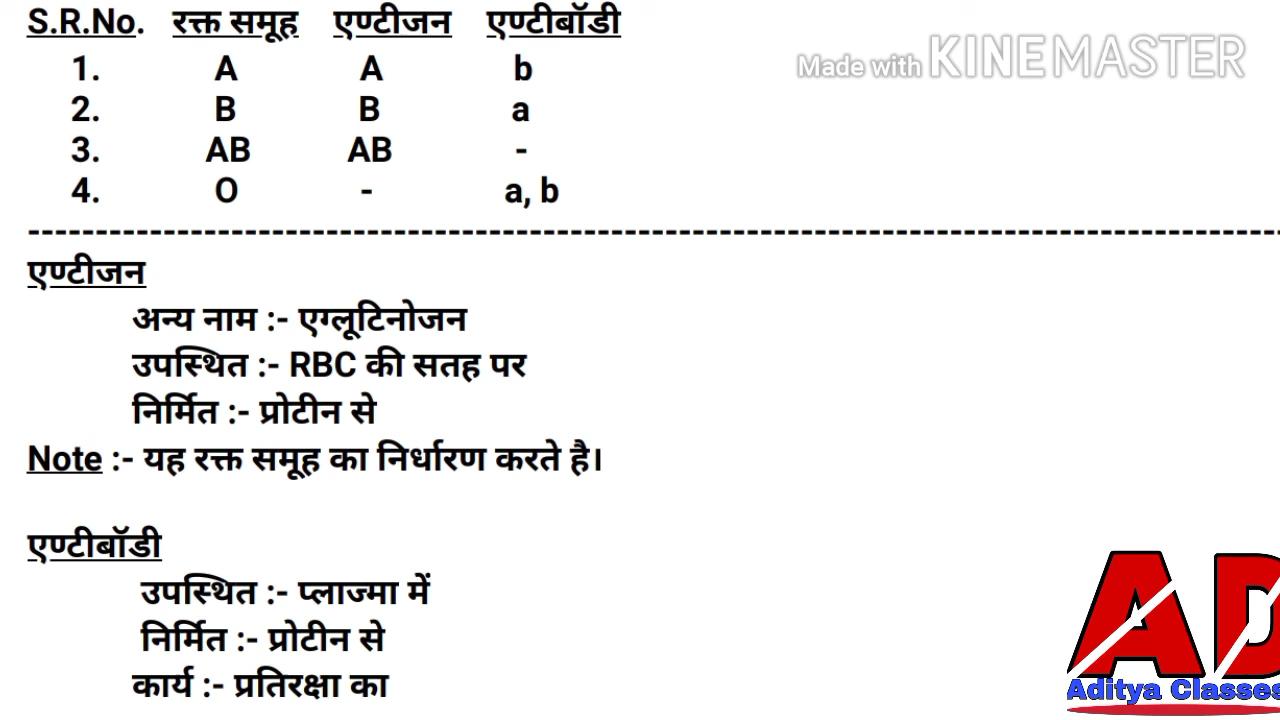 S.R.No. रक्त समूह एण्टीजन एण्टीबॉडी
1. A A b
2. B B a
3. AB AB -
4. O - a, b
Made with KINEMASTER
--------------------------------------------------------------------------------------------
एण्टीजन
अन्य नाम :- एग्लूटिनोजन
उपस्थित :- RBC की सतह पर
निर्मित :- प्रोटीन से
Note :- यह रक्त समूह का निर्धारण करते है।
एण्टीबॉडी
उपस्थित :- प्लाज्मा में
निर्मित :- प्रोटीन से
कार्य :- प्रतिरक्षा का
AD
Aditya Classes